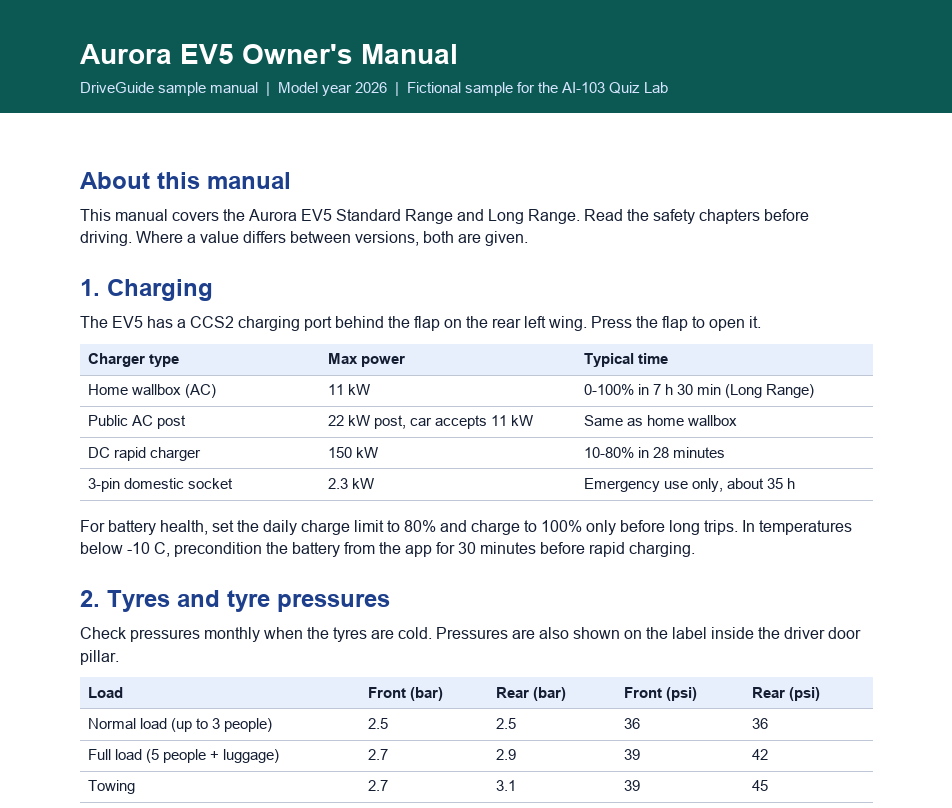 Aurora EV5 Owner's Manual
DriveGuide sample manual | Model year 2026 | Fictional sample for the AI-103 Quiz Lab
About this manual
This manual covers the Aurora EV5 Standard Range and Long Range. Read the safety chapters before
driving. Where a value differs between versions, both are given.
1. Charging
The EV5 has a CCS2 charging port behind the flap on the rear left wing. Press the flap to open it.
Charger type Max power Typical time
Home wallbox (AC) 11 kW 0-100% in 7 h 30 min (Long Range)
Public AC post 22 kW post, car accepts 11 kW Same as home wallbox
DC rapid charger 150 kW 10-80% in 28 minutes
3-pin domestic socket 2.3 kW Emergency use only, about 35 h
For battery health, set the daily charge limit to 80% and charge to 100% only before long trips. In temperatures
below -10 C, precondition the battery from the app for 30 minutes before rapid charging.
2. Tyres and tyre pressures
Check pressures monthly when the tyres are cold. Pressures are also shown on the label inside the driver door
pillar.
Load Front (bar) Rear (bar) Front (psi) Rear (psi)
Normal load (up to 3 people) 2.5 2.5 36 36
Full load (5 people + luggage) 2.7 2.9 39 42
Towing 2.7 3.1 39 45